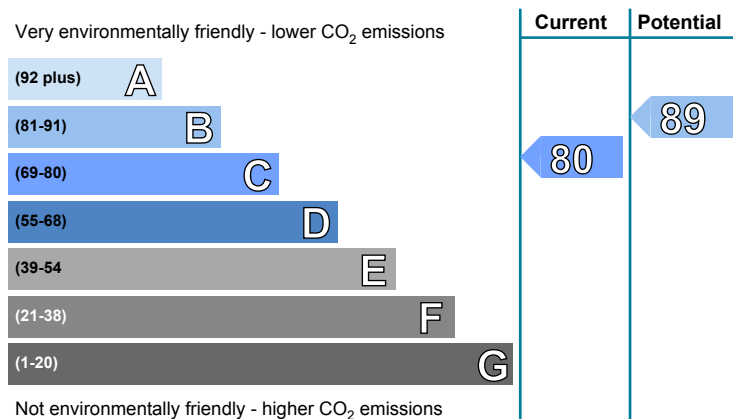 Current Potential
Very environmentally friendly - lower CO₂ emissions
(92 plus) A
(81-91) B
(69-80) C
(55-68) D
(39-54 E
(21-38) F
(1-20) G
80
89
Not environmentally friendly - higher CO₂ emissions